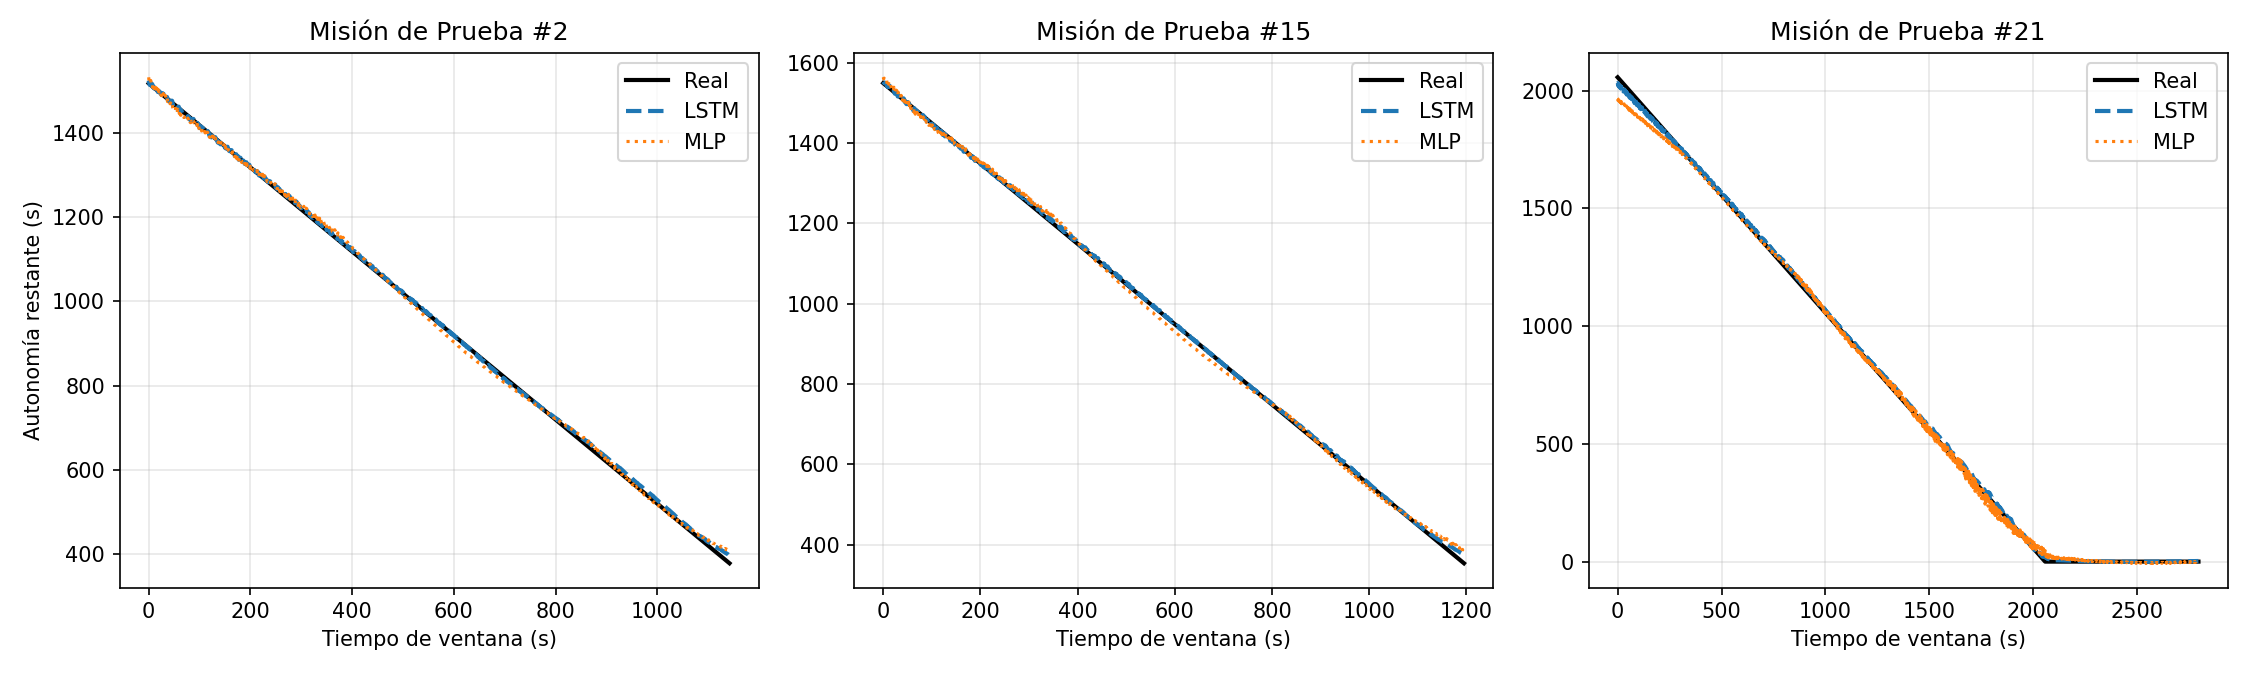 Misión de Prueba #2
Autonomía restante (s)
1400
1200
1000
800
600
400
Real
LSTM
MLP
0 200 400 600 800 1000
Tiempo de ventana (s)
Misión de Prueba #15
1600
1400
1200
1000
800
600
400
Real
LSTM
MLP
0 200 400 600 800 1000 1200
Tiempo de ventana (s)
Misión de Prueba #21
2000
1500
1000
500
0
Real
LSTM
MLP
0 500 1000 1500 2000 2500
Tiempo de ventana (s)